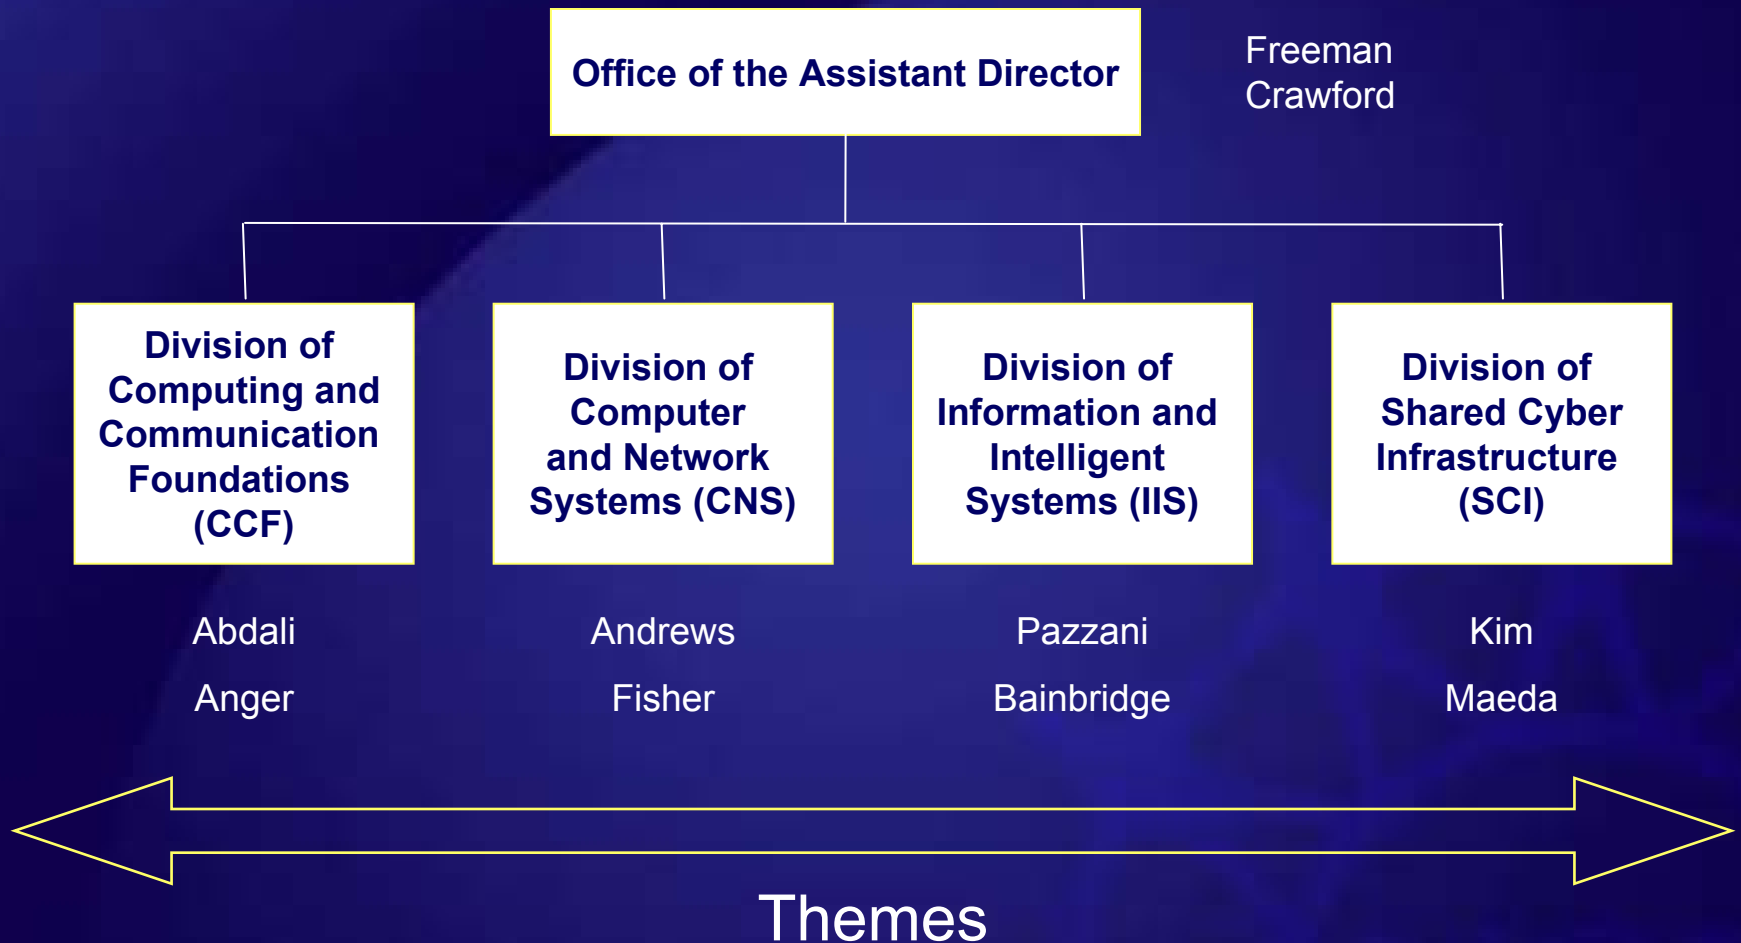 Office of the Assistant Director
Freeman
Crawford
Division of
Computing and
Communication
Foundations
(CCF)
Division of
Computer
and Network
Systems (CNS)
Division of
Information and
Intelligent
Systems (IIS)
Division of
Shared Cyber
Infrastructure
(SCI)
Abdali
Anger
Andrews
Fisher
Pazzani
Bainbridge
Kim
Maeda
Themes